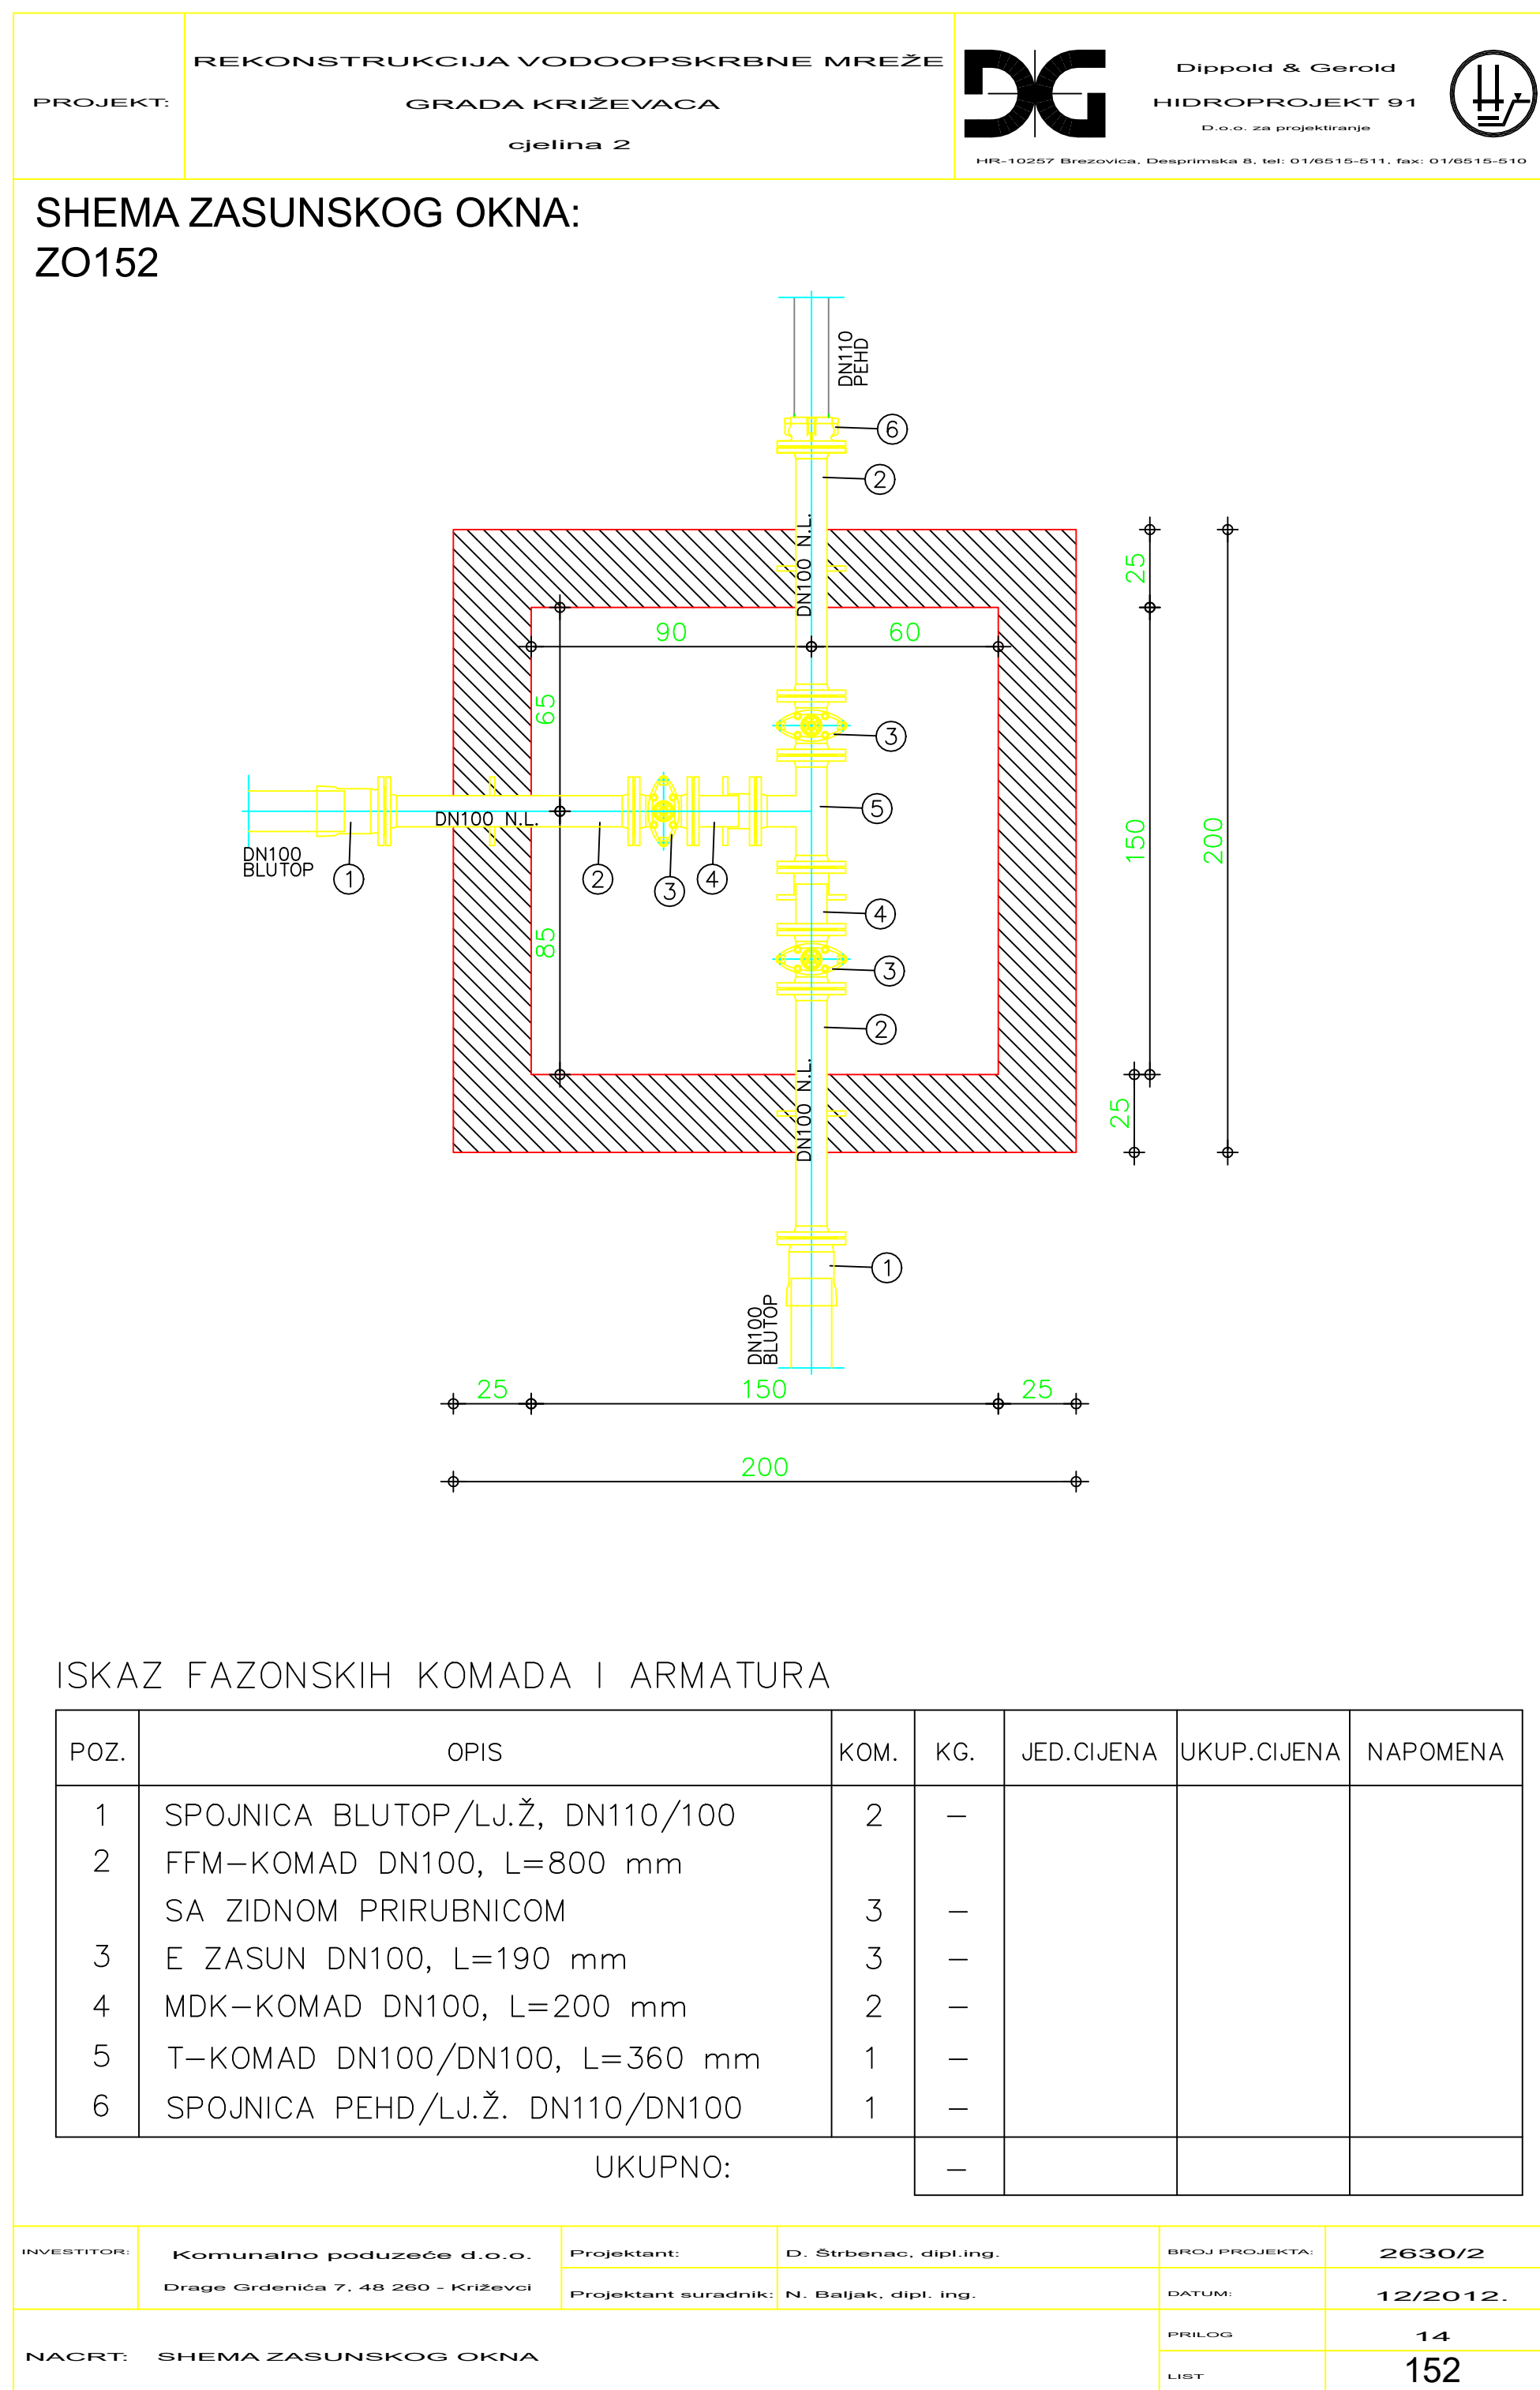 PROJEKT:
REKONSTRUKCIJA VODOOPSKRBNE MREŽE
GRADA KRIŽEVACA
cjelina 2
DG
Dippold & Gerold
HIDROPROJEKT 91
D.o.o. za projektiranje
HR-10257 Brezovica, Desprimska 8, tel: 01/6515-511, fax: 01/6515-510
SHEMA ZASUNSKOG OKNA:
ZO152
DN110
PEHD
6
2
DN100 N.L.
25
90
60
65
3
5
DN100 N.L.
DN100
BLUTOP
1
2
3
4
150
200
4
85
3
2
DN100 N.L.
25
1
DN100
BLUTOP
25
150
25
200
ISKAZ FAZONSKIH KOMADA I ARMATURA
POZ. OPIS KOM. KG. JED.CIJENA UKUP.CIJENA NAPOMENA
1 SPOJNICA BLUTOP/LJ.Ž, DN110/100 2 -
2 FFM-KOMAD DN100, L=800 mm
SA ZIDNOM PRIRUBNICOM 3 -
3 E ZASUN DN100, L=190 mm 3 -
4 MDK-KOMAD DN100, L=200 mm 2 -
5 T-KOMAD DN100/DN100, L=360 mm 1 -
6 SPOJNICA PEHD/LJ.Ž. DN110/DN100 1 -
UKUPNO: -
INVESTITOR:
Komunalno poduzeće d.o.o.
Drage Grdenića 7, 48 260 - Križevci
Projektant: D. Štrbenac, dipl.ing.
Projektant suradnik: N. Baljak, dipl. ing.
BROJ PROJEKTA: 2630/2
DATUM: 12/2012.
PRILOG 14
LIST 152
NACRT: SHEMA ZASUNSKOG OKNA